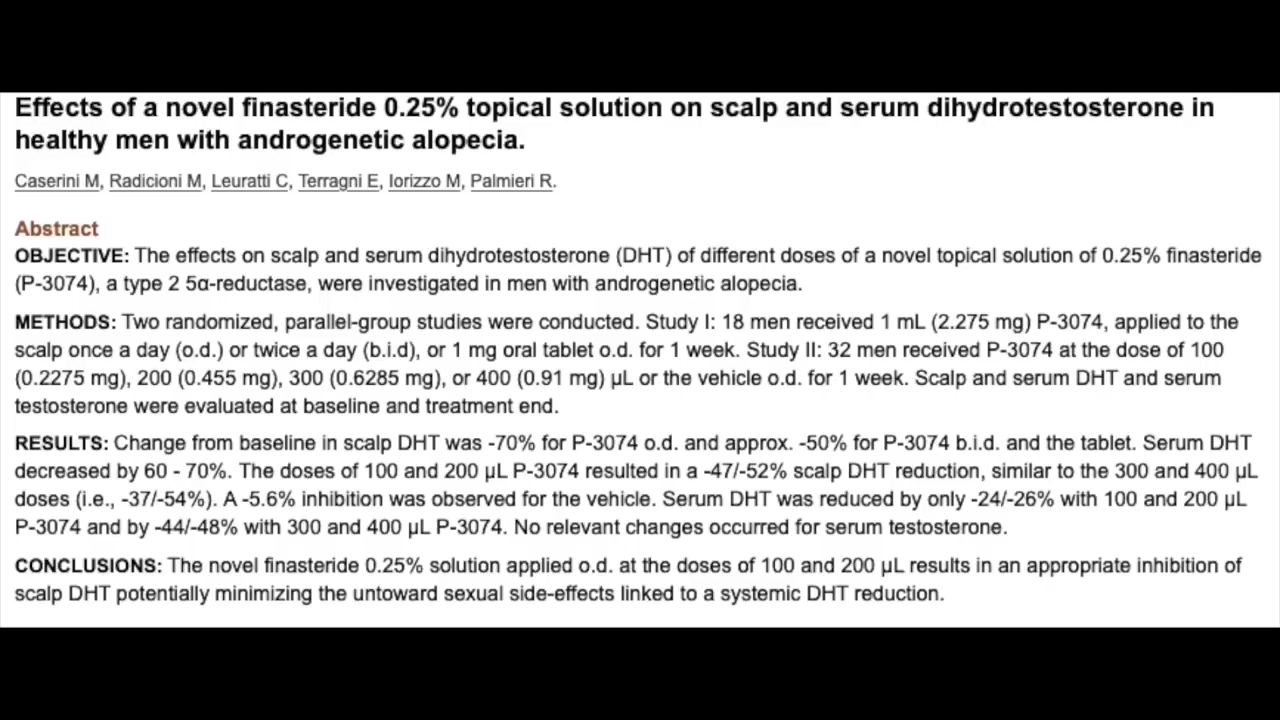 Effects of a novel finasteride 0.25% topical solution on scalp and serum dihydrotestosterone in
healthy men with androgenetic alopecia.
Caserini M, Radicioni M, Leuratti C, Terragni E, Iorizzo M, Palmieri R.
Abstract
OBJECTIVE: The effects on scalp and serum dihydrotestosterone (DHT) of different doses of a novel topical solution of 0.25% finasteride
(P-3074), a type 2 5α-reductase, were investigated in men with androgenetic alopecia.
METHODS: Two randomized, parallel-group studies were conducted. Study I: 18 men received 1 mL (2.275 mg) P-3074, applied to the
scalp once a day (o.d.) or twice a day (b.i.d), or 1 mg oral tablet o.d. for 1 week. Study II: 32 men received P-3074 at the dose of 100
(0.2275 mg), 200 (0.455 mg), 300 (0.6285 mg), or 400 (0.91 mg) μL or the vehicle o.d. for 1 week. Scalp and serum DHT and serum
testosterone were evaluated at baseline and treatment end.
RESULTS: Change from baseline in scalp DHT was -70% for P-3074 o.d. and approx. -50% for P-3074 b.i.d. and the tablet. Serum DHT
decreased by 60 - 70%. The doses of 100 and 200 μL P-3074 resulted in a -47/-52% scalp DHT reduction, similar to the 300 and 400 μL
doses (i.e., -37/-54%). A -5.6% inhibition was observed for the vehicle. Serum DHT was reduced by only -24/-26% with 100 and 200 μL
P-3074 and by -44/-48% with 300 and 400 μL P-3074. No relevant changes occurred for serum testosterone.
CONCLUSIONS: The novel finasteride 0.25% solution applied o.d. at the doses of 100 and 200 μL results in an appropriate inhibition of
scalp DHT potentially minimizing the untoward sexual side-effects linked to a systemic DHT reduction.